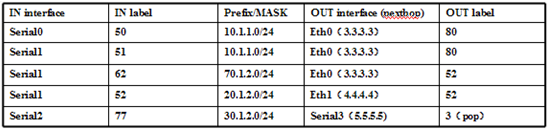 IN interface IN label Prefix/MASK OUT interface (nexthop) OUT label
Serial0 50 10.1.1.0/24 Eth0（3.3.3.3） 80
Serial1 51 10.1.1.0/24 Eth0（3.3.3.3） 80
Serial1 62 70.1.2.0/24 Eth0（3.3.3.3） 52
Serial1 52 20.1.2.0/24 Eth1（4.4.4.4） 52
Serial2 77 30.1.2.0/24 Serial3（5.5.5.5） 3（pop）